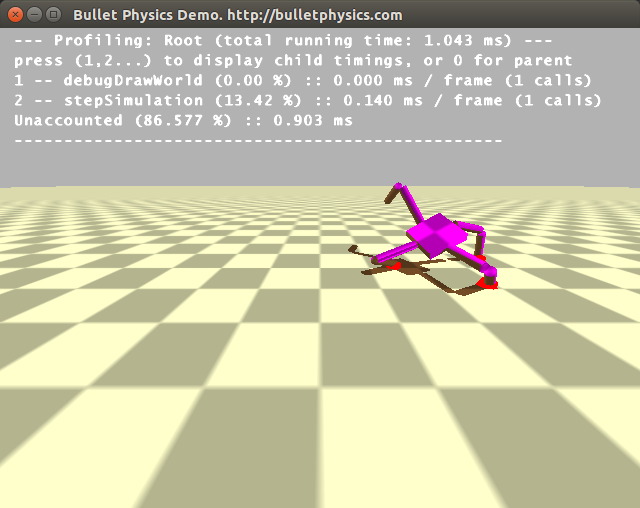 Bullet Physics Demo. http://bulletphysics.com
--- Profiling: Root (total running time: 1.043 ms) ---
press (1,2...) to display child timings, or 0 for parent
1 -- debugDrawWorld (0.00 %) :: 0.000 ms / frame (1 calls)
2 -- stepSimulation (13.42 %) :: 0.140 ms / frame (1 calls)
Unaccounted (86.577 %) :: 0.903 ms
-------------------------------------------------